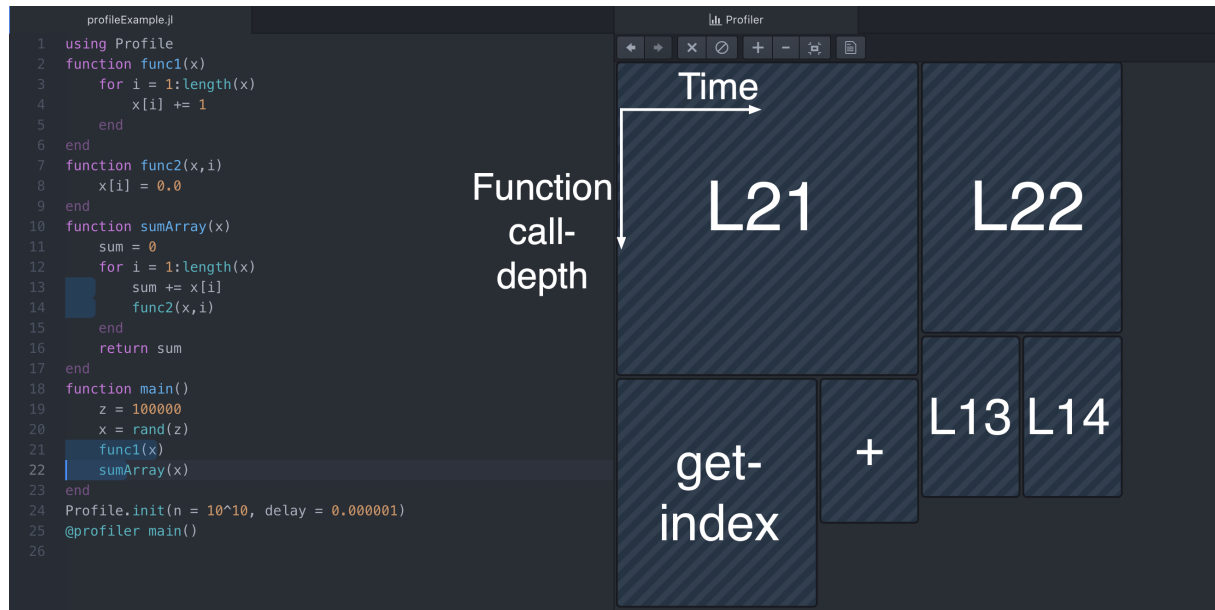 profileExample.jl
Profiler
1 using Profile
2 function func1(x)
3 for i = 1:length(x)
4 x[i] += 1
5 end
6 end
7 function func2(x,i)
8 x[i] = 0.0
9 end
10 function sumArray(x)
11 sum = 0
12 for i = 1:length(x)
13 sum += x[i]
14 func2(x,i)
15 end
16 return sum
17 end
18 function main()
19 z = 100000
20 x = rand(z)
21 func1(x)
22 sumArray(x)
23 end
24 Profile.init(n = 10^10, delay = 0.000001)
25 @profiler main()
26
Time
Function
call-
depth
L21
L22
get-
index
+
L13
L14